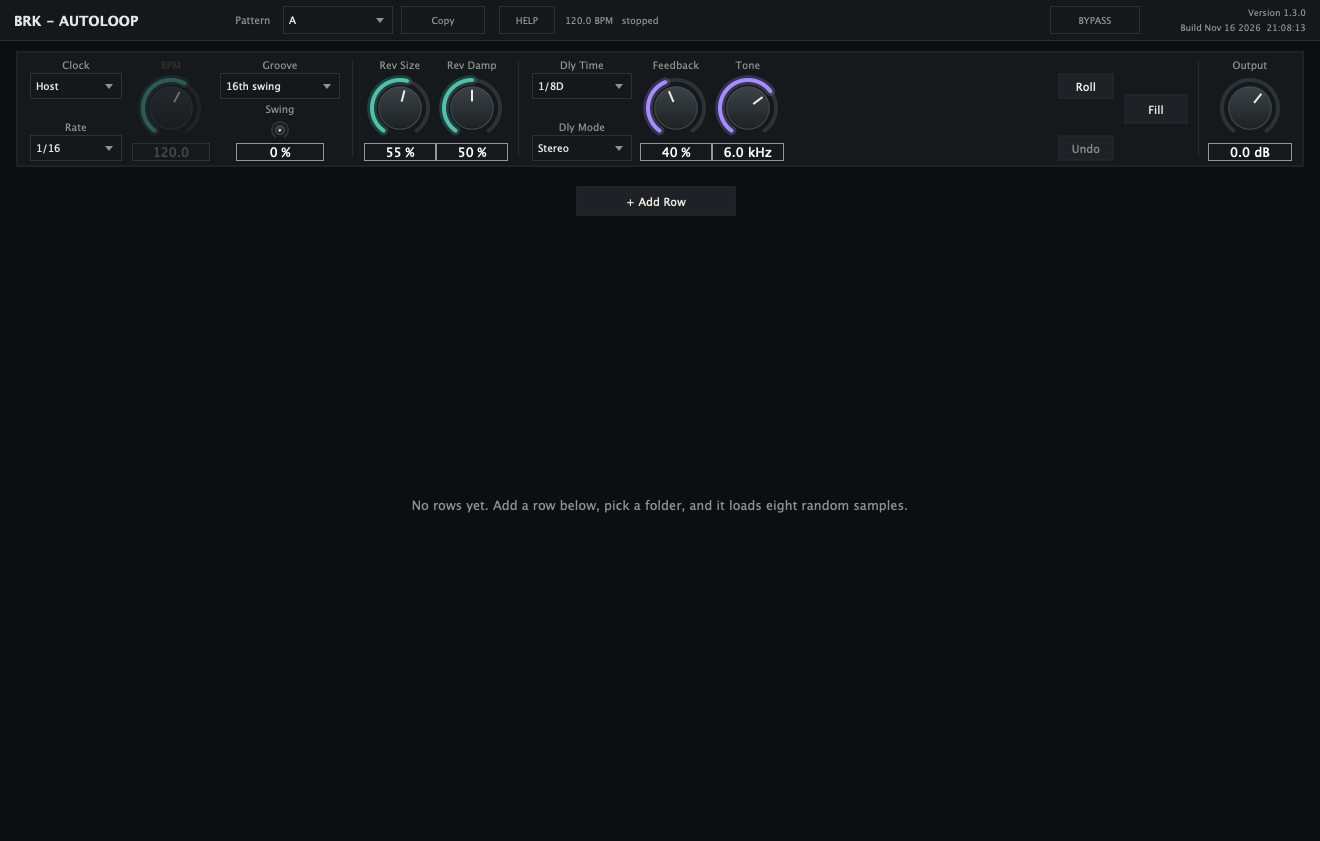 BRK – AUTOLOOP
Pattern
A
Copy
HELP
120.0 BPM stopped
BYPASS
Version 1.3.0
Build Nov 16 2026 21:08:13
Clock
Host
Rate
1/16
BPM
120.0
Groove
16th swing
Swing
0 %
Rev Size
55 %
Rev Damp
50 %
Dly Time
1/8D
Dly Mode
Stereo
Feedback
40 %
Tone
6.0 kHz
Roll
Fill
Undo
Output
0.0 dB
+ Add Row
No rows yet. Add a row below, pick a folder, and it loads eight random samples.